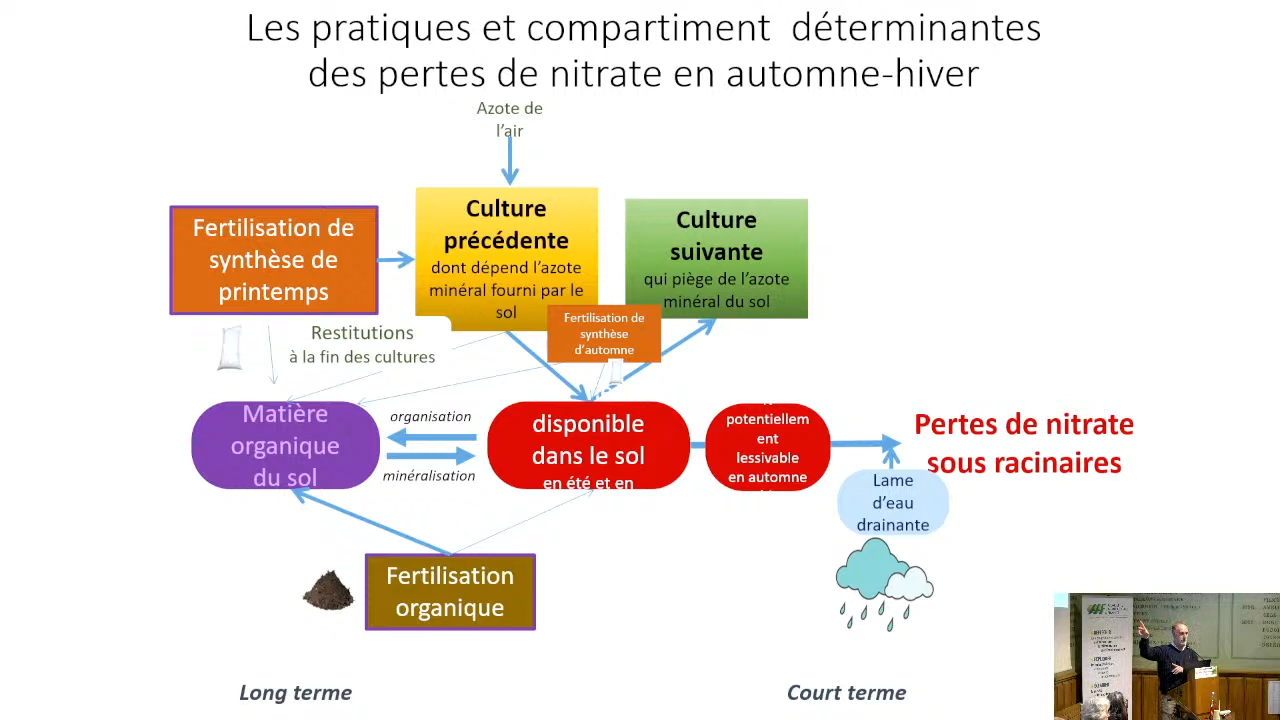 Les pratiques et compartiment déterminantes
des pertes de nitrate en automne-hiver
Azote de
l'air
Fertilisation de
synthèse de
printemps
Culture
précédente
dont dépend l'azote
minéral fourni par le
sol
Culture
suivante
qui piège de l'azote
minéral du sol
Fertilisation de
synthèse
d'automne
Restitutions
à la fin des cultures
Matière
organique
du sol
organisation
minéralisation
disponible
dans le sol
en été et en
potentiellem
ent
lessivable
en automne
Pertes de nitrate
sous racinaires
Lame
d'eau
drainante
Fertilisation
organique
Long terme
Court terme